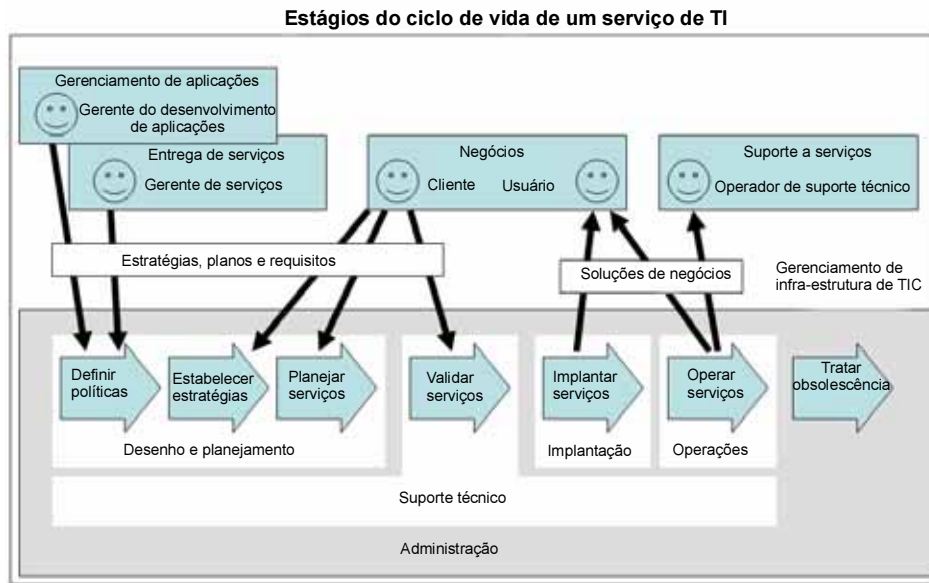 Estágios do ciclo de vida de um serviço de TI
Gerenciamento de aplicações
Gerente do desenvolvimento
de aplicações
Entrega de serviços
Gerente de serviços
Negócios
Cliente
Usuário
Suporte a serviços
Operador de suporte técnico
Estratégias, planos e requisitos
Soluções de negócios
Gerenciamento de
infra-estrutura de TIC
Definir
políticas
Estabelecer
estratégias
Planejar
serviços
Validar
serviços
Implantar
serviços
Operar
serviços
Tratar
obsolescência
Desenho e planejamento
Implantação
Operações
Suporte técnico
Administração